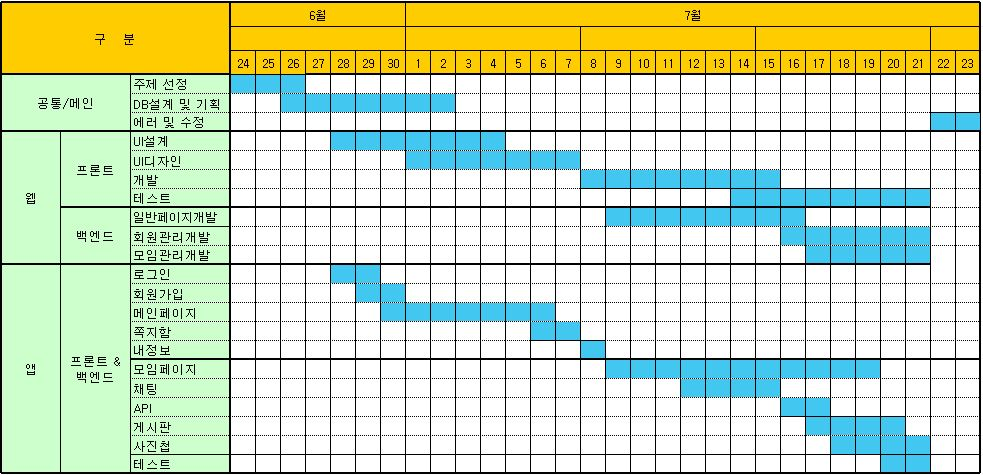 구 분
6월 7월
24 25 26 27 28 29 30 1 2 3 4 5 6 7 8 9 10 11 12 13 14 15 16 17 18 19 20 21 22 23
공통/메인
주제 선정
DB설계 및 기획
에러 및 수정
웹
프론트
UI설계
UI디자인
개발
테스트
백엔드
일반페이지개발
회원관리개발
모임관리개발
앱
프론트 &
백엔드
로그인
회원가입
메인페이지
쪽지함
내정보
모임페이지
채팅
API
게시판
사진첩
테스트